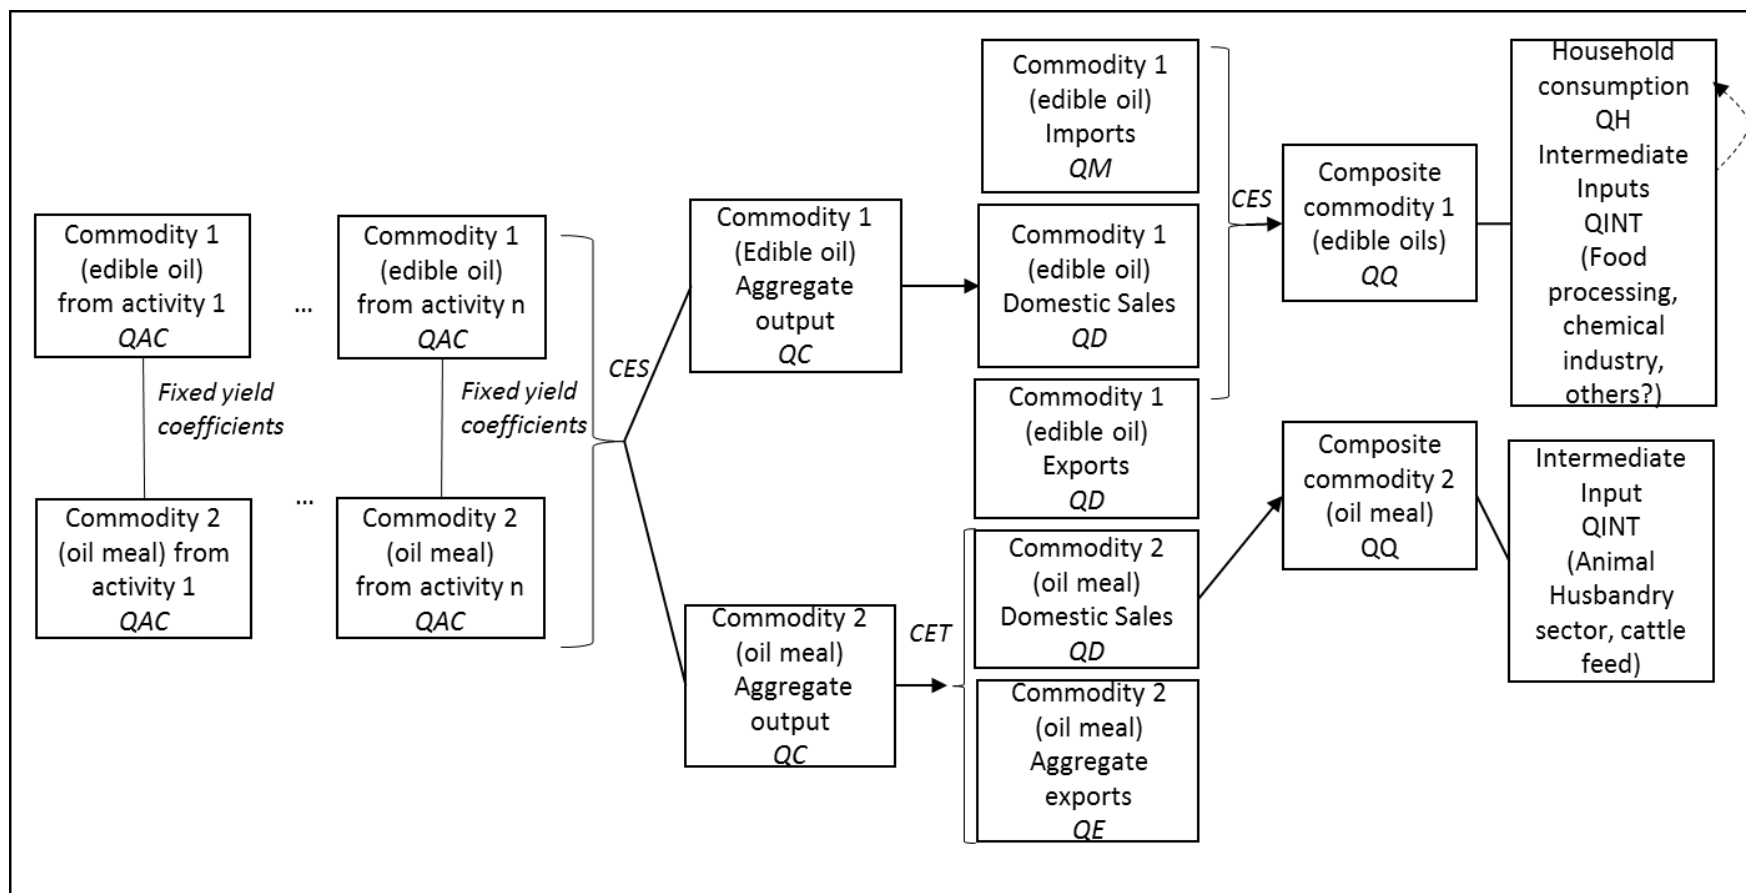 Commodity 1
(edible oil)
from activity 1
QAC
...
Commodity 1
(edible oil)
from activity n
QAC
Fixed yield
coefficients
Fixed yield
coefficients
Commodity 2
(oil meal) from
activity 1
QAC
...
Commodity 2
(oil meal)
from activity n
QAC
CES
Commodity 1
(Edible oil)
Aggregate
output
QC
Commodity 2
(oil meal)
Aggregate
output
QC
CET
Commodity 1
(edible oil)
Imports
QM
Commodity 1
(edible oil)
Domestic Sales
QD
Commodity 1
(edible oil)
Exports
QD
Commodity 2
(oil meal)
Domestic Sales
QD
Commodity 2
(oil meal)
Aggregate
exports
QE
CES
Composite
commodity 1
(edible oils)
QQ
Composite
commodity 2
(oil meal)
QQ
Household
consumption
QH
Intermediate
Inputs
QINT
(Food
processing,
chemical
industry,
others?)
Intermediate
Input
QINT
(Animal
Husbandry
sector, cattle
feed)